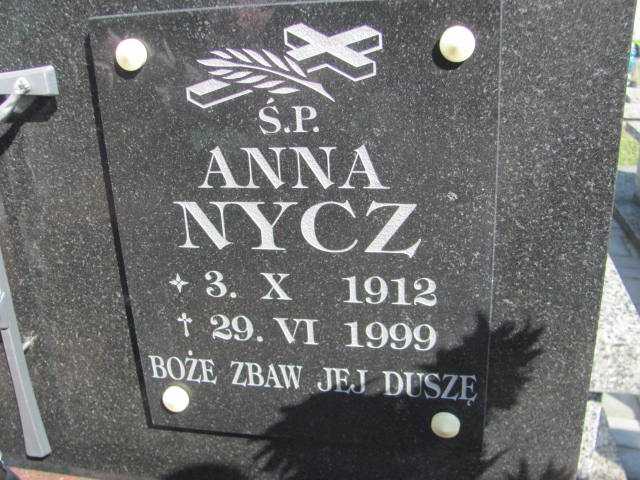 Ś.P.
ANNA
NYCZ
3. X 1912
† 29. VI 1999
BOŻE ZBAW JEJ DUSZĘ